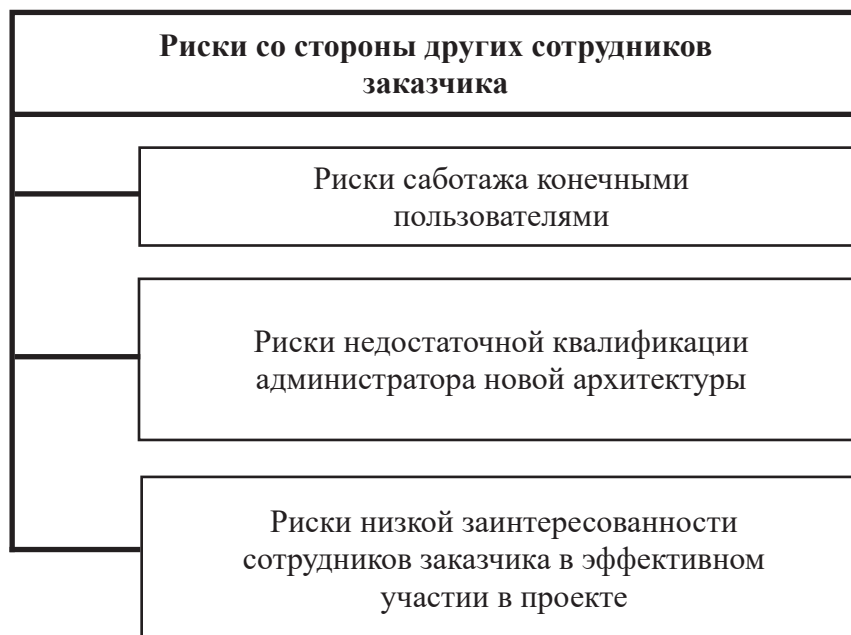 Риски со стороны других сотрудников
заказчика
Риски саботажа конечными
пользователями
Риски недостаточной квалификации
администратора новой архитектуры
Риски низкой заинтересованности
сотрудников заказчика в эффективном
участии в проекте